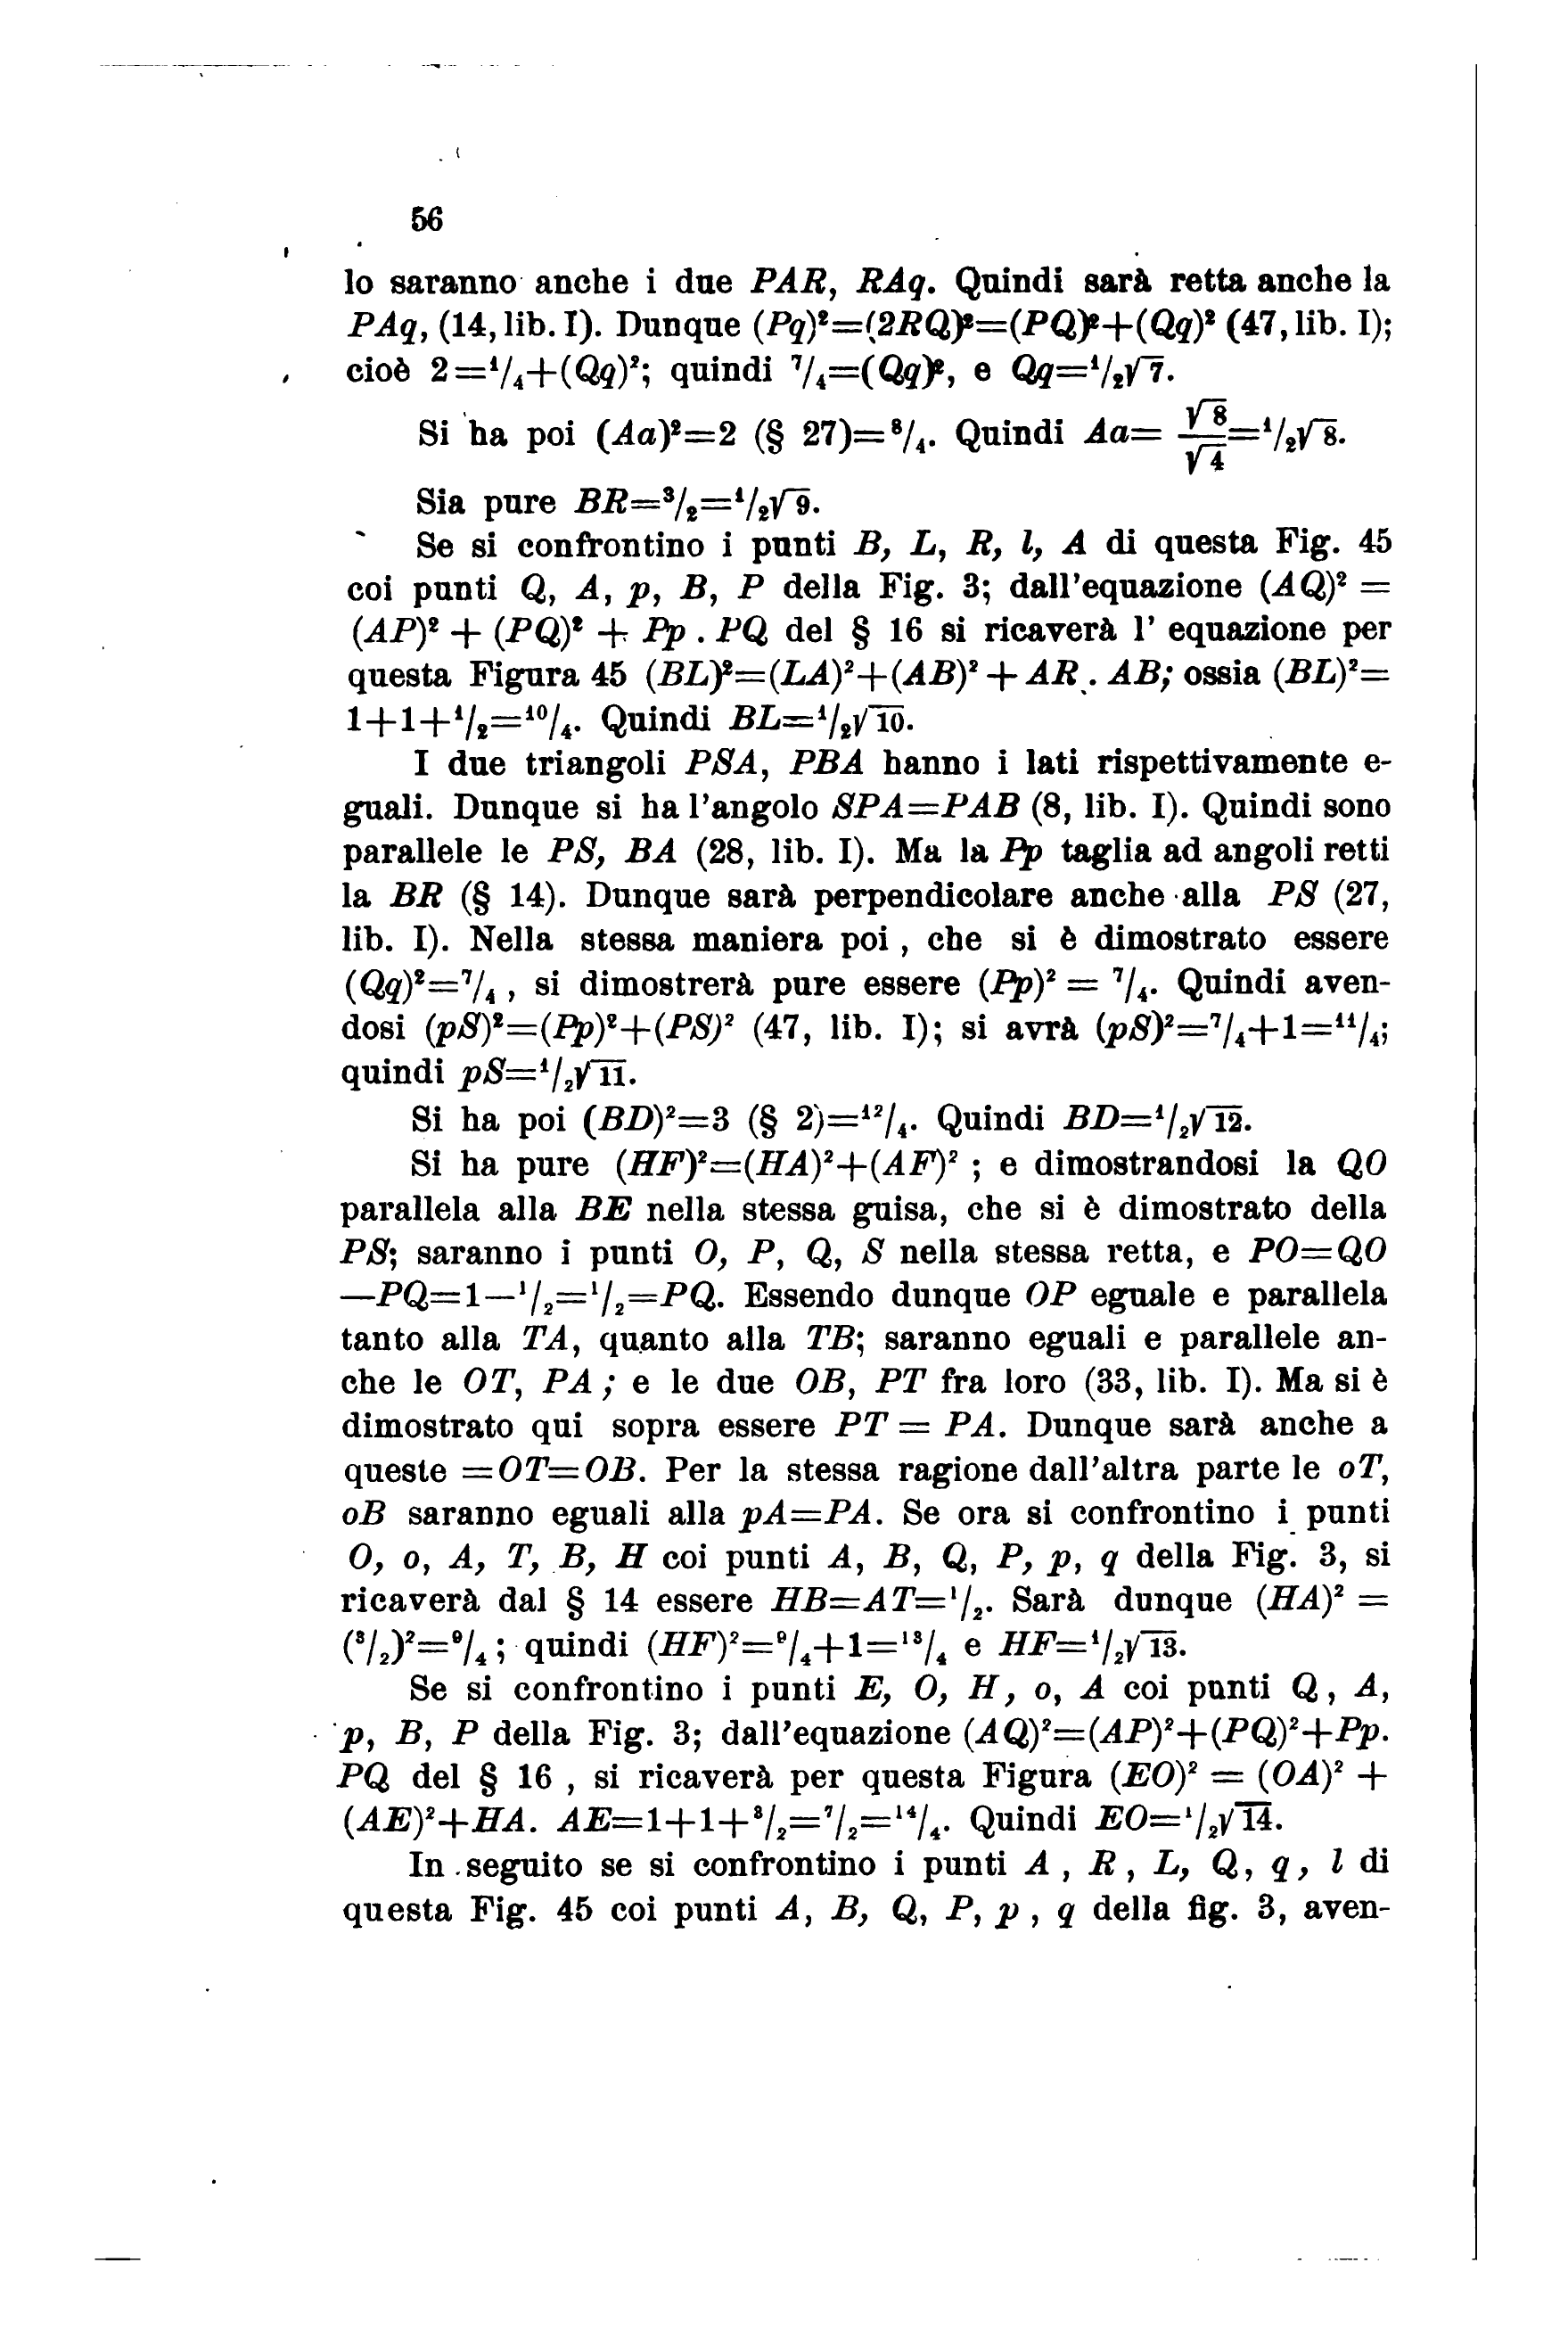 56
lo saranno anche i due PAR, RAq. Quindi sarà retta anche la
PAq, (14, lib. I). Dunque (Pq)²=(2RQ)²=(PQ)²+(Qq)² (47, lib. I);
cioè 2=¹/₄+(Qq)²; quindi ⁷/₄=(Qq)², e Qq=¹/₂√7.
Si ha poi (Aa)²=2 (§ 27)=⁸/₄. Quindi Aa= √8/√4=¹/₂√8.
Sia pure BR=³/₂=¹/₂√9.
Se si confrontino i punti B, L, R, l, A di questa Fig. 45
coi punti Q, A, p, B, P della Fig. 3; dall'equazione (AQ)² =
(AP)² + (PQ)² + Pp . PQ del § 16 si ricaverà l' equazione per
questa Figura 45 (BL)²=(LA)²+(AB)² + AR . AB; ossia (BL)²=
1+1+¹/₂=¹⁰/₄. Quindi BL=¹/₂√10.
I due triangoli PSA, PBA hanno i lati rispettivamente e-
guali. Dunque si ha l'angolo SPA=PAB (8, lib. I). Quindi sono
parallele le PS, BA (28, lib. I). Ma la Pp taglia ad angoli retti
la BR (§ 14). Dunque sarà perpendicolare anche alla PS (27,
lib. I). Nella stessa maniera poi , che si è dimostrato essere
(Qq)²=⁷/₄ , si dimostrerà pure essere (Pp)² = ⁷/₄. Quindi aven-
dosi (pS)²=(Pp)²+(PS)² (47, lib. I); si avrà (pS)²=⁷/₄+1=¹¹/₄;
quindi pS=¹/₂√11.
Si ha poi (BD)²=3 (§ 2)=¹²/₄. Quindi BD=¹/₂√12.
Si ha pure (HF)²=(HA)²+(AF)² ; e dimostrandosi la QO
parallela alla BE nella stessa guisa, che si è dimostrato della
PS; saranno i punti O, P, Q, S nella stessa retta, e PO=QO
—PQ=1—¹/₂=¹/₂=PQ. Essendo dunque OP eguale e parallela
tanto alla TA, quanto alla TB; saranno eguali e parallele an-
che le OT, PA ; e le due OB, PT fra loro (33, lib. I). Ma si è
dimostrato qui sopra essere PT = PA. Dunque sarà anche a
queste =OT=OB. Per la stessa ragione dall'altra parte le oT,
oB saranno eguali alla pA=PA. Se ora si confrontino i punti
O, o, A, T, B, H coi punti A, B, Q, P, p, q della Fig. 3, si
ricaverà dal § 14 essere HB=AT=¹/₂. Sarà dunque (HA)² =
(³/₂)²=⁹/₄ ; quindi (HF)²=⁹/₄+1=¹³/₄ e HF=¹/₂√13.
Se si confrontino i punti E, O, H, o, A coi punti Q, A,
p, B, P della Fig. 3; dall'equazione (AQ)²=(AP)²+(PQ)²+Pp.
PQ del § 16 , si ricaverà per questa Figura (EO)² = (OA)² +
(AE)²+HA. AE=1+1+³/₂=⁷/₂=¹⁴/₄. Quindi EO=¹/₂√14.
In seguito se si confrontino i punti A , R , L, Q, q, l di
questa Fig. 45 coi punti A, B, Q, P, p , q della fig. 3, aven-